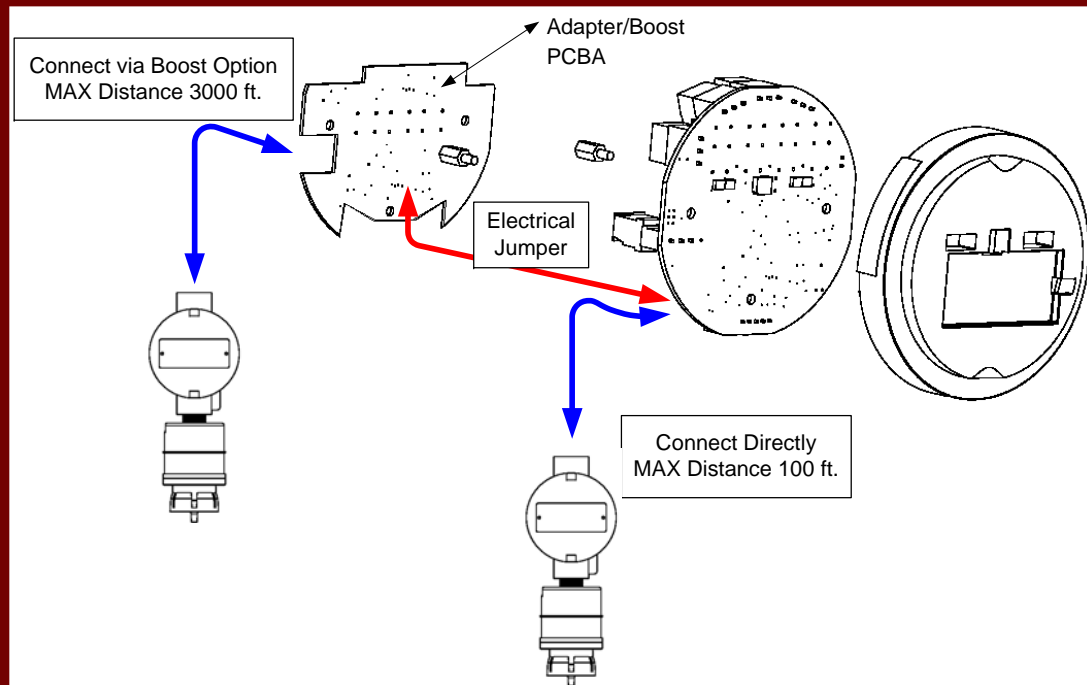 Adapter/Boost
PCBA
Connect via Boost Option
MAX Distance 3000 ft.
Electrical
Jumper
Connect Directly
MAX Distance 100 ft.